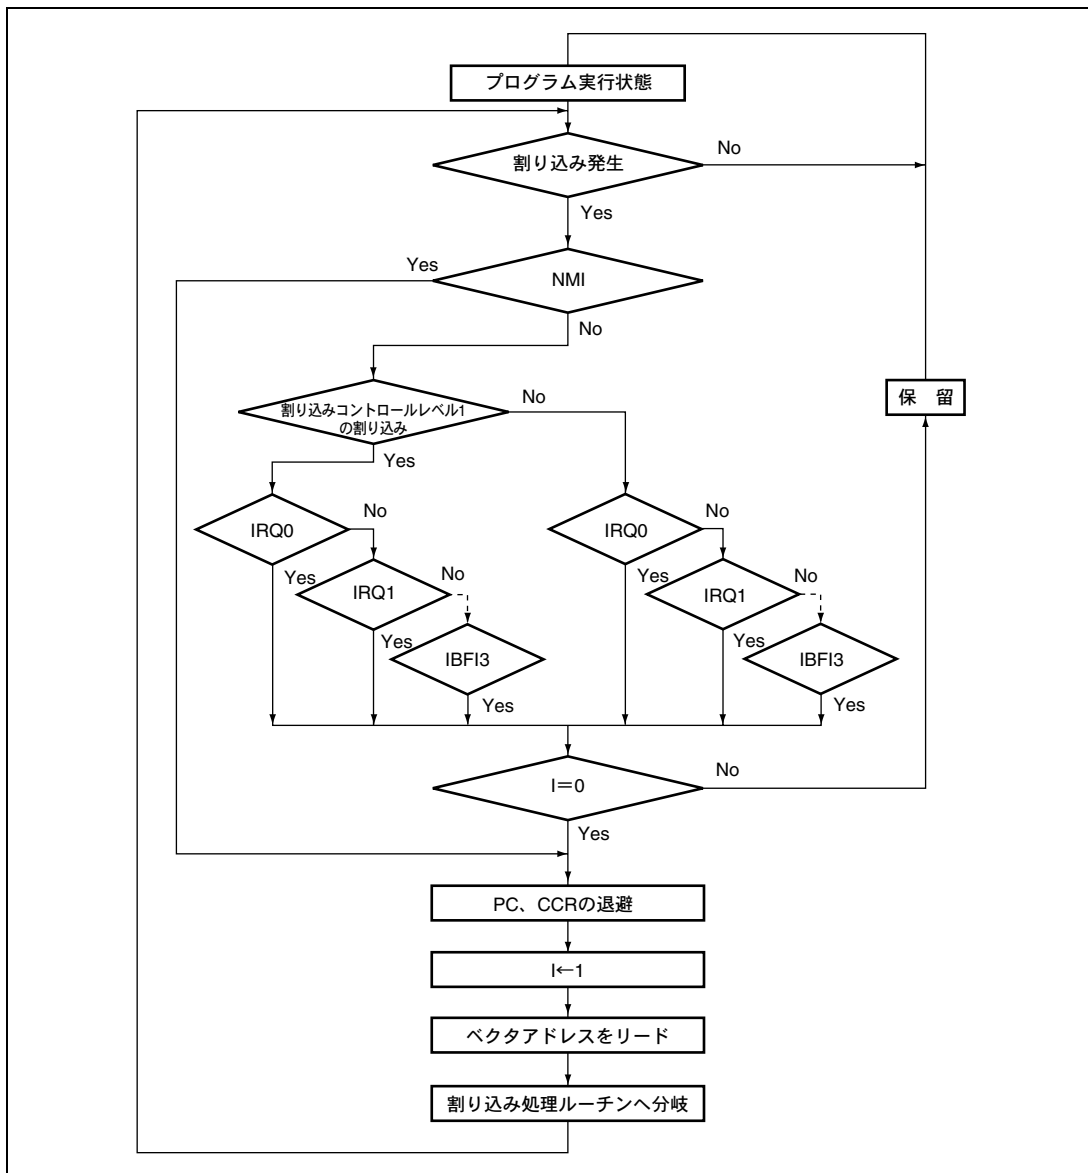 プログラム実行状態
割り込み発生
No
Yes
Yes
NMI
No
保　留
割り込みコントロールレベル1
の割り込み
No
Yes
IRQ0
No
IRQ0
No
Yes
IRQ1
No
Yes
IRQ1
No
Yes
IBFI3
Yes
IBFI3
Yes
Yes
I＝0
No
Yes
PC、CCRの退避
I←1
ベクタアドレスをリード
割り込み処理ルーチンへ分岐